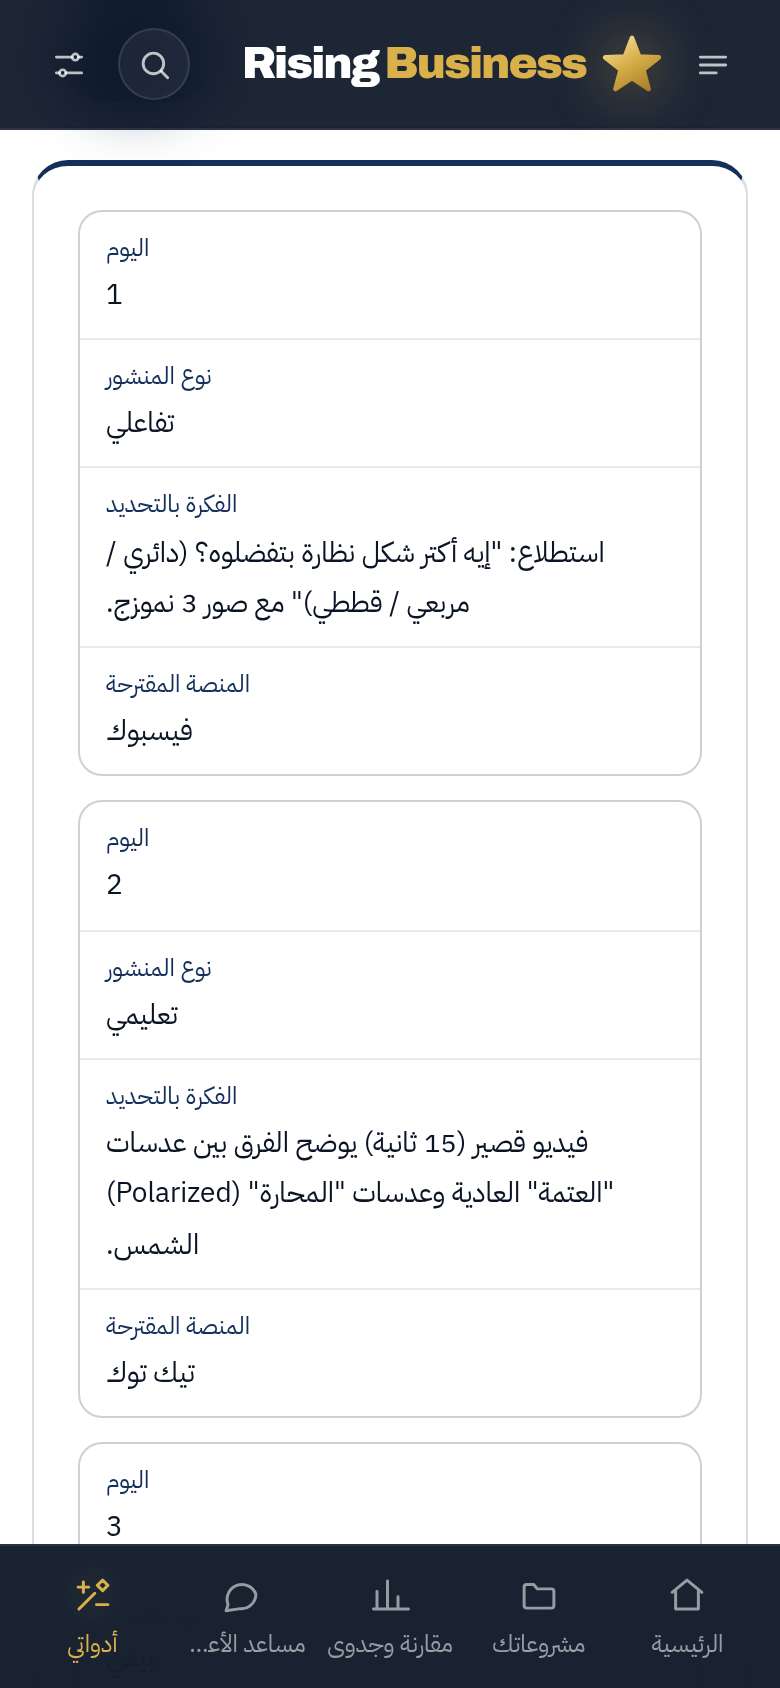 Rising Business
اليوم
1
نوع المنشور
تفاعلي
الفكرة بالتحديد
استطلاع: "إيه أكتر شكل نظارة بتفضلوه؟ (دائري /
مربعي / قططي)" مع صور 3 نموزج.
المنصة المقترحة
فيسبوك
اليوم
2
نوع المنشور
تعليمي
الفكرة بالتحديد
فيديو قصير (15 ثانية) يوضح الفرق بين عدسات
"العتمة" العادية وعدسات "المحارة" (Polarized)
الشمس.
المنصة المقترحة
تيك توك
اليوم
3
الرئيسية
مشروعاتك
مقارنة وجدوى
مساعد الأعـ...
أدواتي